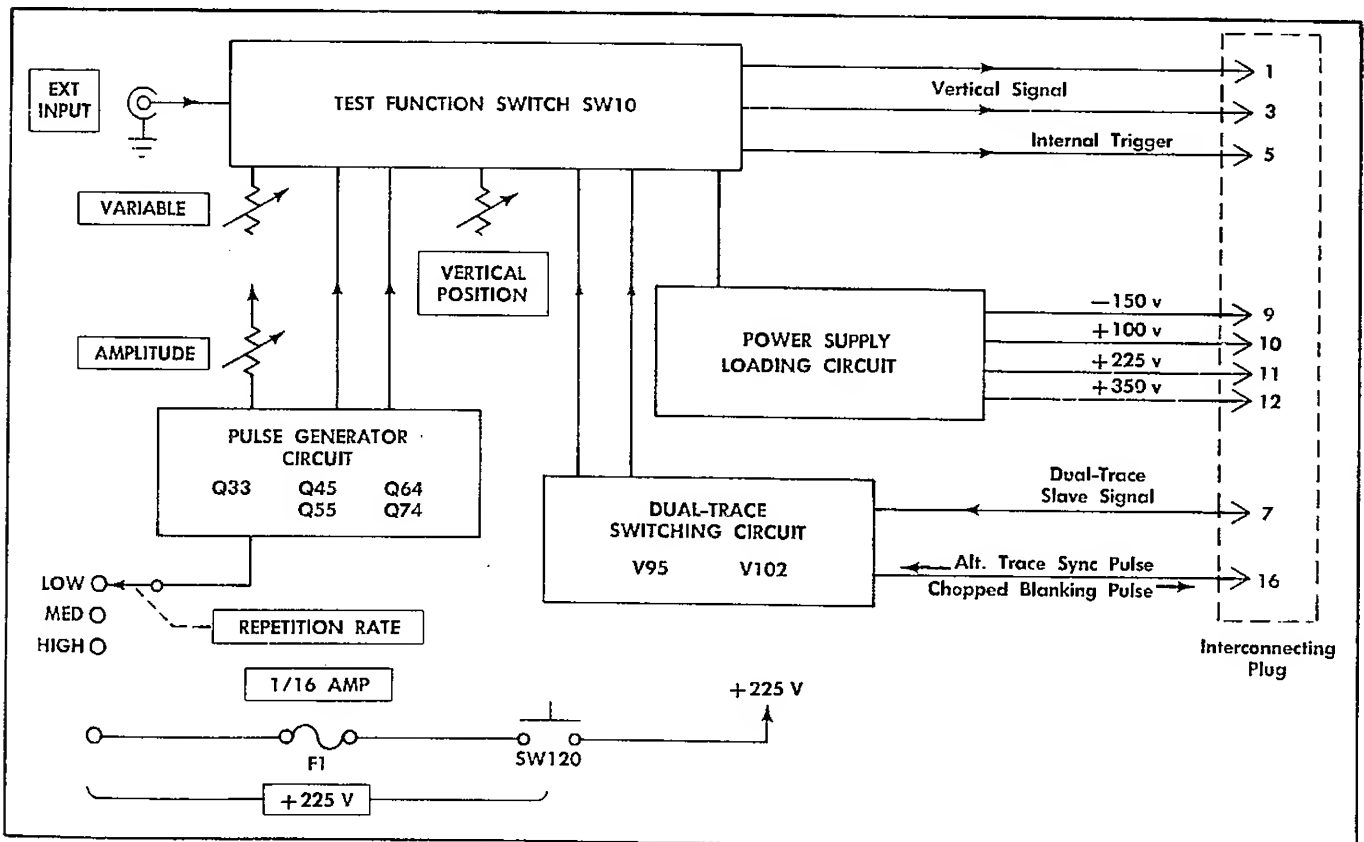 EXT
INPUT
TEST FUNCTION SWITCH SW10
1
Vertical Signal
3
Internal Trigger
5
VARIABLE
VERTICAL
POSITION
AMPLITUDE
POWER SUPPLY
LOADING CIRCUIT
−150 v
9
+100 v
10
+225 v
11
+350 v
12
PULSE GENERATOR
CIRCUIT
Q33 Q45 Q64
Q55 Q74
DUAL-TRACE
SWITCHING CIRCUIT
V95 V102
Dual-Trace
Slave Signal
7
Alt. Trace Sync Pulse
Chopped Blanking Pulse
16
LOW
MED
HIGH
REPETITION RATE
Interconnecting
Plug
1/16 AMP
+225 V
F1
SW120
+225 V